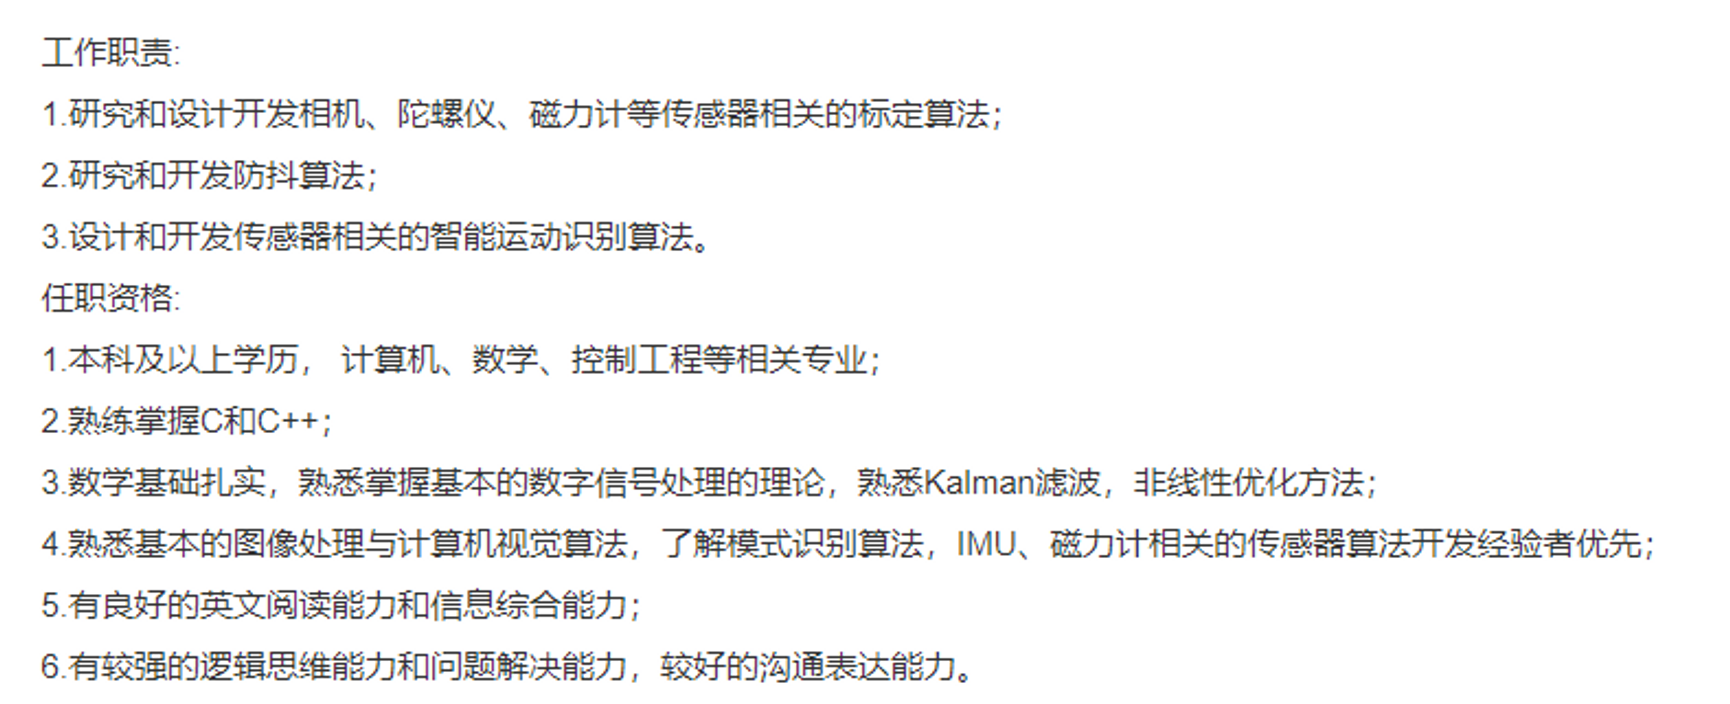 工作职责:
1.研究和设计开发相机、陀螺仪、磁力计等传感器相关的标定算法；
2.研究和开发防抖算法；
3.设计和开发传感器相关的智能运动识别算法。
任职资格:
1.本科及以上学历， 计算机、数学、控制工程等相关专业；
2.熟练掌握C和C++；
3.数学基础扎实，熟悉掌握基本的数字信号处理的理论，熟悉Kalman滤波，非线性优化方法；
4.熟悉基本的图像处理与计算机视觉算法，了解模式识别算法，IMU、磁力计相关的传感器算法开发经验者优先；
5.有良好的英文阅读能力和信息综合能力；
6.有较强的逻辑思维能力和问题解决能力，较好的沟通表达能力。